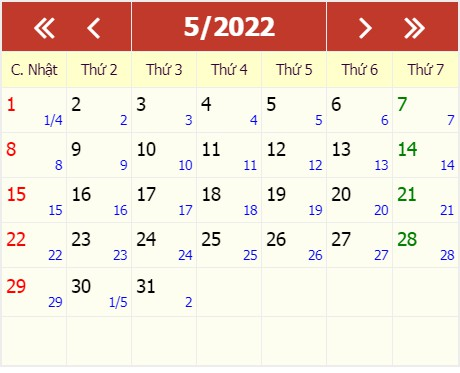 5/2022
C. Nhật Thứ 2 Thứ 3 Thứ 4 Thứ 5 Thứ 6 Thứ 7
1 2 3 4 5 6 7
1/4 2 3 4 5 6 7
8 9 10 11 12 13 14
8 9 10 11 12 13 14
15 16 17 18 19 20 21
15 16 17 18 19 20 21
22 23 24 25 26 27 28
22 23 24 25 26 27 28
29 30 31
29 1/5 2